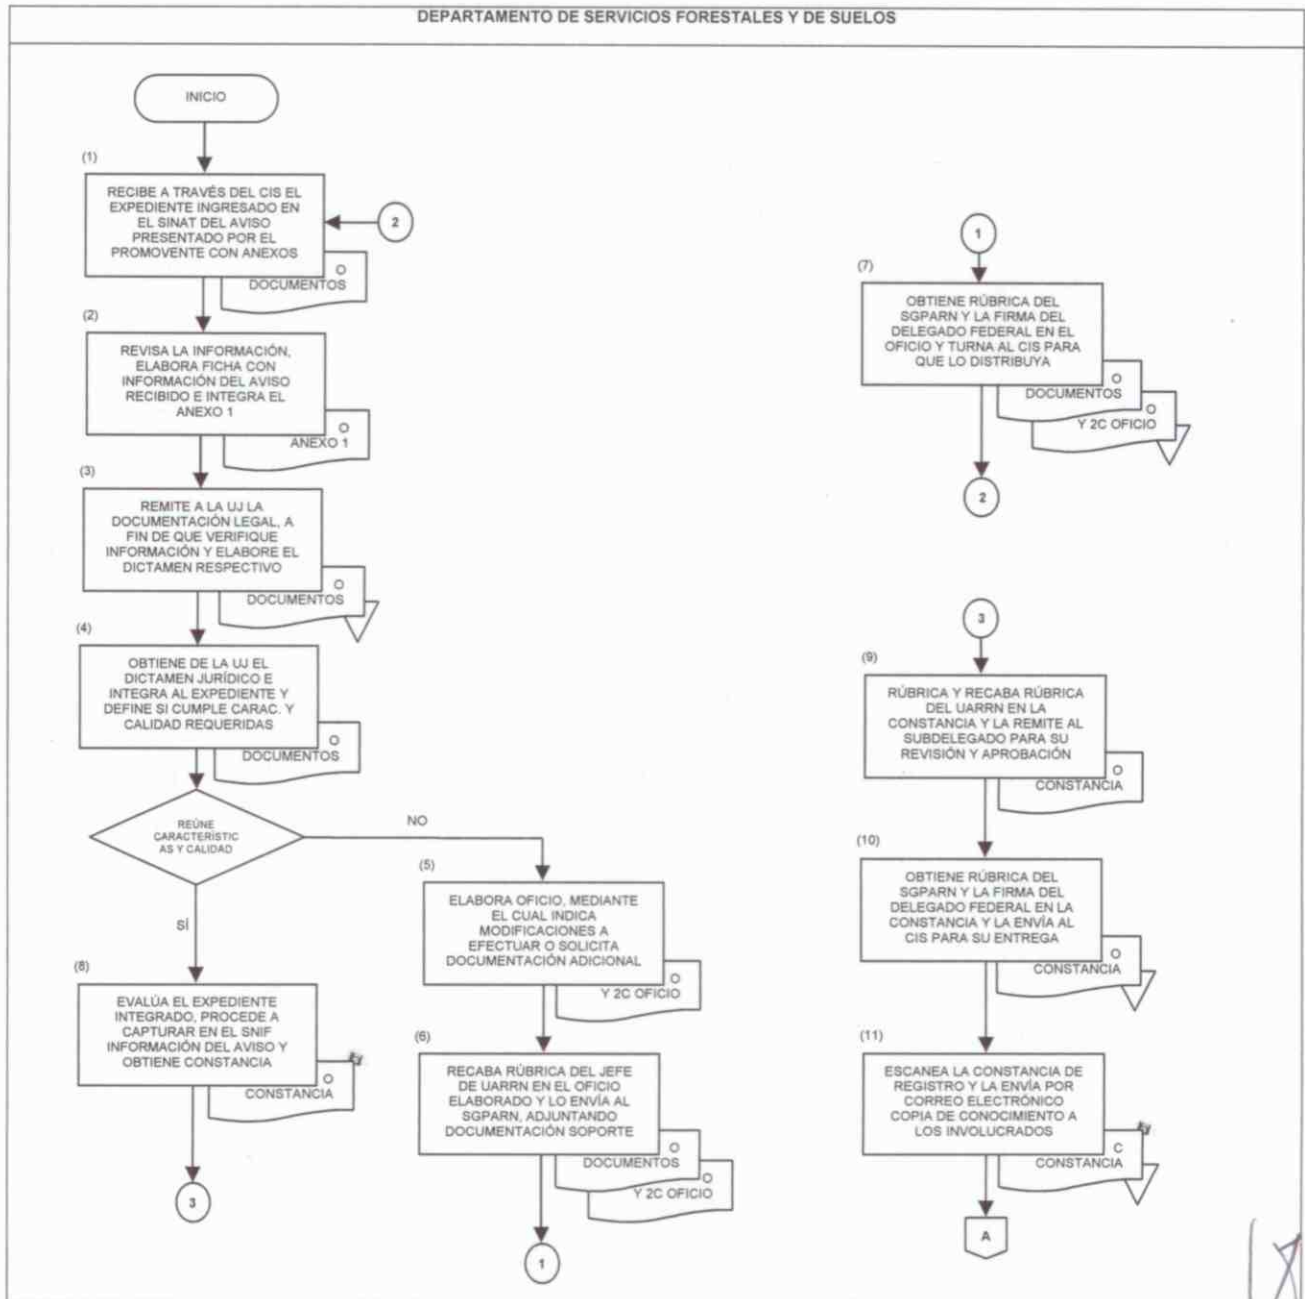 DEPARTAMENTO DE SERVICIOS FORESTALES Y DE SUELOS
INICIO
(1)
RECIBE A TRAVÉS DEL CIS EL
EXPEDIENTE INGRESADO EN
EL SINAT DEL AVISO
PRESENTADO POR EL
PROMOVENTE CON ANEXOS
2
O
DOCUMENTOS
(2)
REVISA LA INFORMACIÓN,
ELABORA FICHA CON
INFORMACIÓN DEL AVISO
RECIBIDO E INTEGRA EL
ANEXO 1
O
ANEXO 1
(3)
REMITE A LA UJ LA
DOCUMENTACIÓN LEGAL, A
FIN DE QUE VERIFIQUE
INFORMACIÓN Y ELABORE EL
DICTAMEN RESPECTIVO
O
DOCUMENTOS
(4)
OBTIENE DE LA UJ EL
DICTAMEN JURÍDICO E
INTEGRA AL EXPEDIENTE Y
DEFINE SI CUMPLE CARAC. Y
CALIDAD REQUERIDAS
O
DOCUMENTOS
REÚNE
CARACTERÍSTIC
AS Y CALIDAD
NO
SÍ
(5)
ELABORA OFICIO, MEDIANTE
EL CUAL INDICA
MODIFICACIONES A
EFECTUAR O SOLICITA
DOCUMENTACIÓN ADICIONAL
O
Y 2C OFICIO
(6)
RECABA RÚBRICA DEL JEFE
DE UARRN EN EL OFICIO
ELABORADO Y LO ENVÍA AL
SGPARN, ADJUNTANDO
DOCUMENTACIÓN SOPORTE
O
DOCUMENTOS
O
Y 2C OFICIO
1
(8)
EVALÚA EL EXPEDIENTE
INTEGRADO, PROCEDE A
CAPTURAR EN EL SNIF
INFORMACIÓN DEL AVISO Y
OBTIENE CONSTANCIA
O
CONSTANCIA
3
1
(7)
OBTIENE RÚBRICA DEL
SGPARN Y LA FIRMA DEL
DELEGADO FEDERAL EN EL
OFICIO Y TURNA AL CIS PARA
QUE LO DISTRIBUYA
O
DOCUMENTOS
O
Y 2C OFICIO
2
3
(9)
RÚBRICA Y RECABA RÚBRICA
DEL UARRN EN LA
CONSTANCIA Y LA REMITE AL
SUBDELEGADO PARA SU
REVISIÓN Y APROBACIÓN
O
CONSTANCIA
(10)
OBTIENE RÚBRICA DEL
SGPARN Y LA FIRMA DEL
DELEGADO FEDERAL EN LA
CONSTANCIA Y LA ENVÍA AL
CIS PARA SU ENTREGA
O
CONSTANCIA
(11)
ESCANEA LA CONSTANCIA DE
REGISTRO Y LA ENVÍA POR
CORREO ELECTRÓNICO
COPIA DE CONOCIMIENTO A
LOS INVOLUCRADOS
C
CONSTANCIA
A